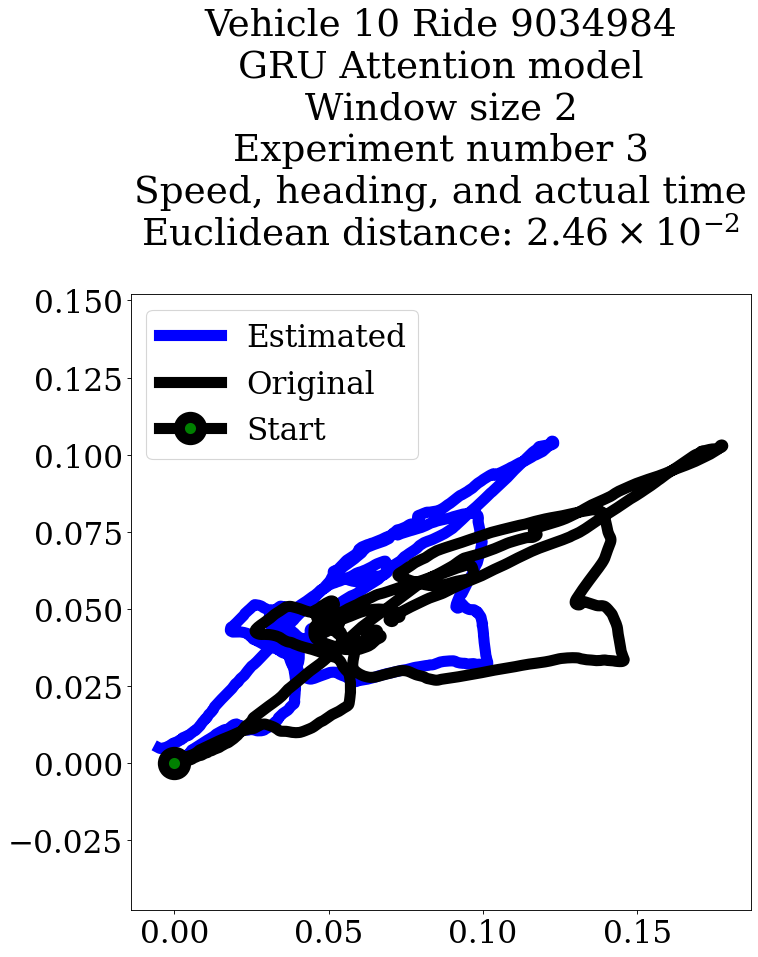 Vehicle 10 Ride 9034984
GRU Attention model
Window size 2
Experiment number 3
Speed, heading, and actual time
Euclidean distance: 2.46 × 10⁻²
0.150
0.125
0.100
0.075
0.050
0.025
0.000
−0.025
Estimated
Original
Start
0.00 0.05 0.10 0.15